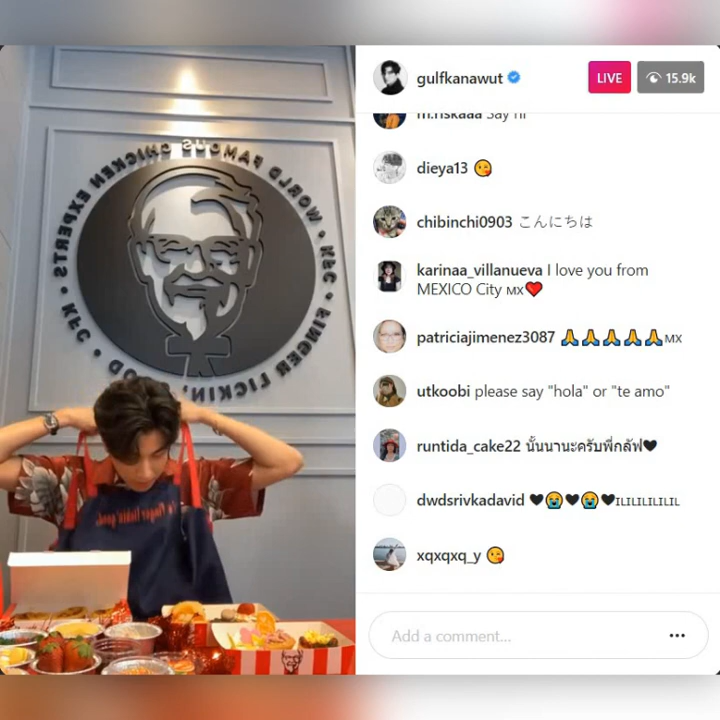 gulfkanawut
LIVE
15.9k
m.riskaaa Say hi
dieya13 😘
chibinchi0903 こんにちは
karinaa_villanueva I love you from
MEXICO City MX❤️
patriciajimenez3087 🙏🙏🙏🙏🙏MX
utkoobi please say "hola" or "te amo"
runtida_cake22 นั้นนานะครับพี่กลัฟ🖤
dwdsrivkadavid 🖤😭🖤😭🖤ILILILILILIL
xqxqxq_y 😘
Add a comment...
WORLD FAMOUS CHICKEN EXPERTS • KFC •
KFC • FINGER LICKIN'
finger lickin' good